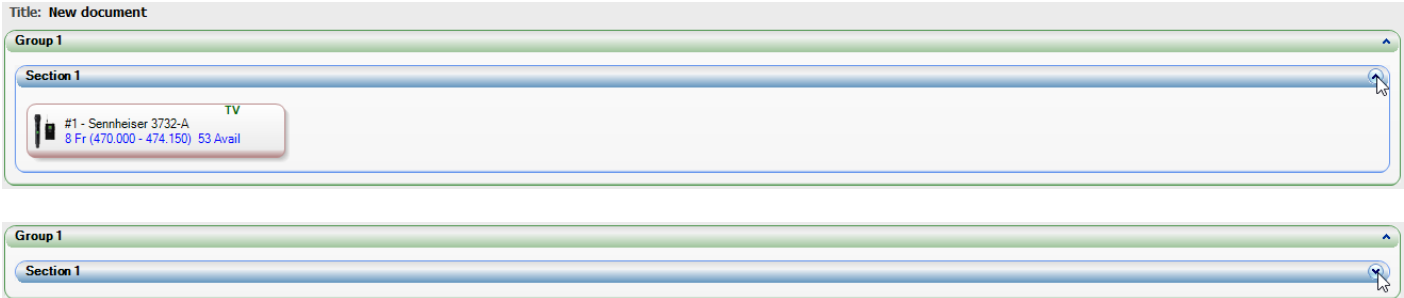 Title: New document
Group 1
Section 1
TV
#1 - Sennheiser 3732-A
8 Fr (470.000 - 474.150) 53 Avail
Group 1
Section 1